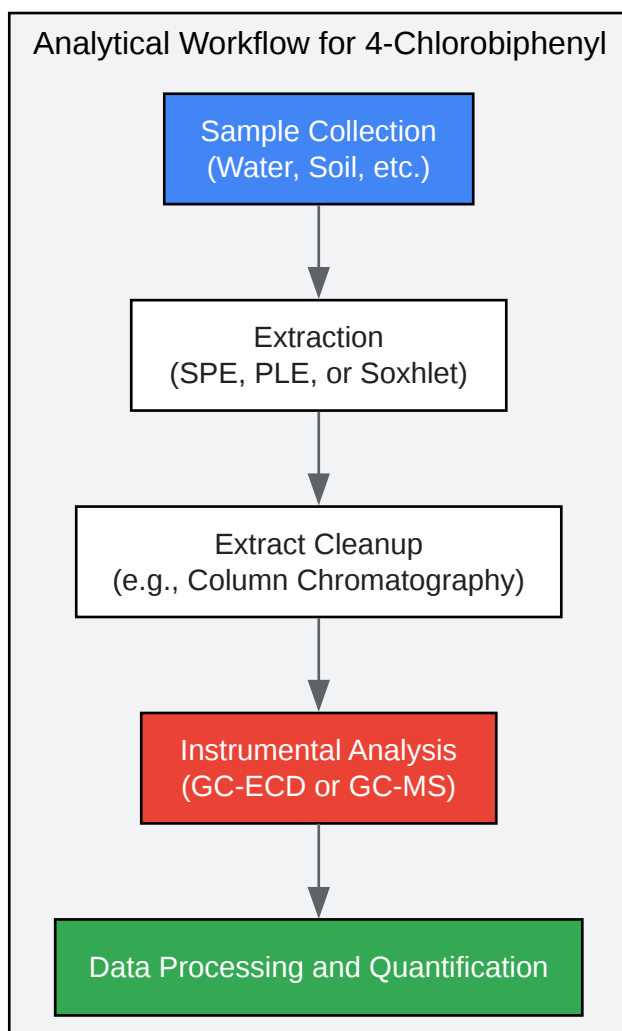 Analytical Workflow for 4-Chlorobiphenyl
Sample Collection
(Water, Soil, etc.)
Extraction
(SPE, PLE, or Soxhlet)
Extract Cleanup
(e.g., Column Chromatography)
Instrumental Analysis
(GC-ECD or GC-MS)
Data Processing and Quantification